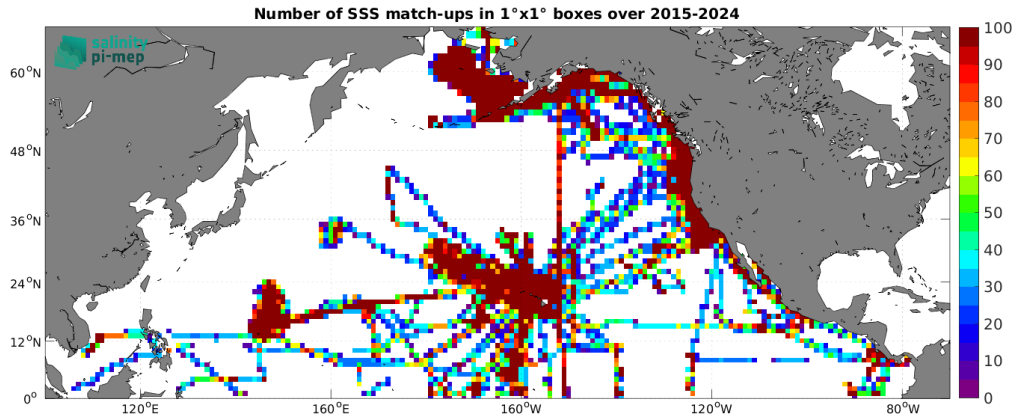 Number of SSS match-ups in 1°x1° boxes over 2015-2024
salinity
pi-mep
60°N
48°N
36°N
24°N
12°N
0°
120°E
160°E
160°W
120°W
80°W
100
90
80
70
60
50
40
30
20
10
0